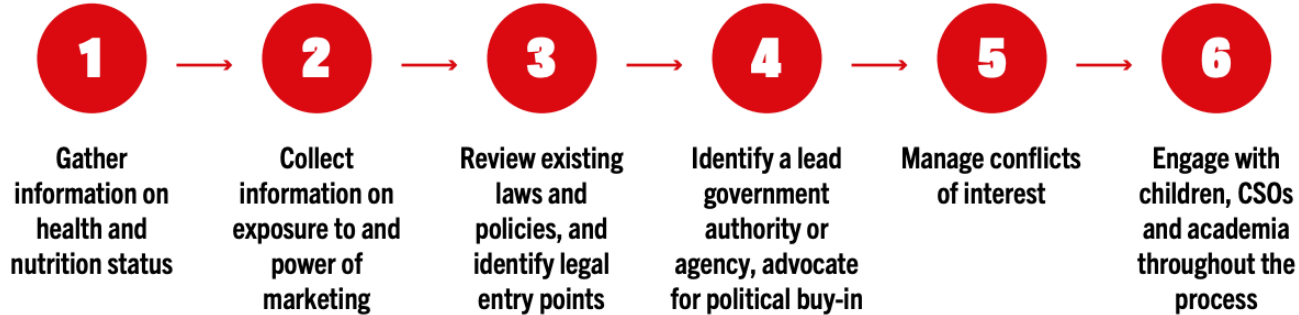 1
Gather
information on
health and
nutrition status
2
Collect
information on
exposure to and
power of
marketing
3
Review existing
laws and
policies, and
identify legal
entry points
4
Identify a lead
government
authority or
agency, advocate
for political buy-in
5
Manage conflicts
of interest
6
Engage with
children, CSOs
and academia
throughout the
process